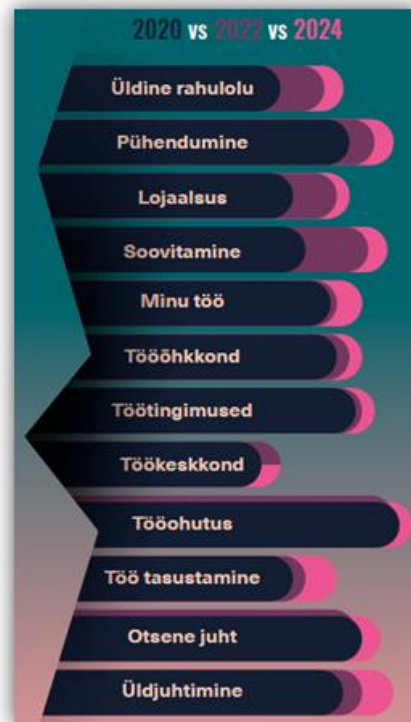 2020 vs 2022 vs 2024
Üldine rahulolu
Pühendumine
Lojaalsus
Soovitamine
Minu töö
Tööõhkkond
Töötingimused
Töökeskkond
Tööohutus
Töö tasustamine
Otsene juht
Üldjuhtimine